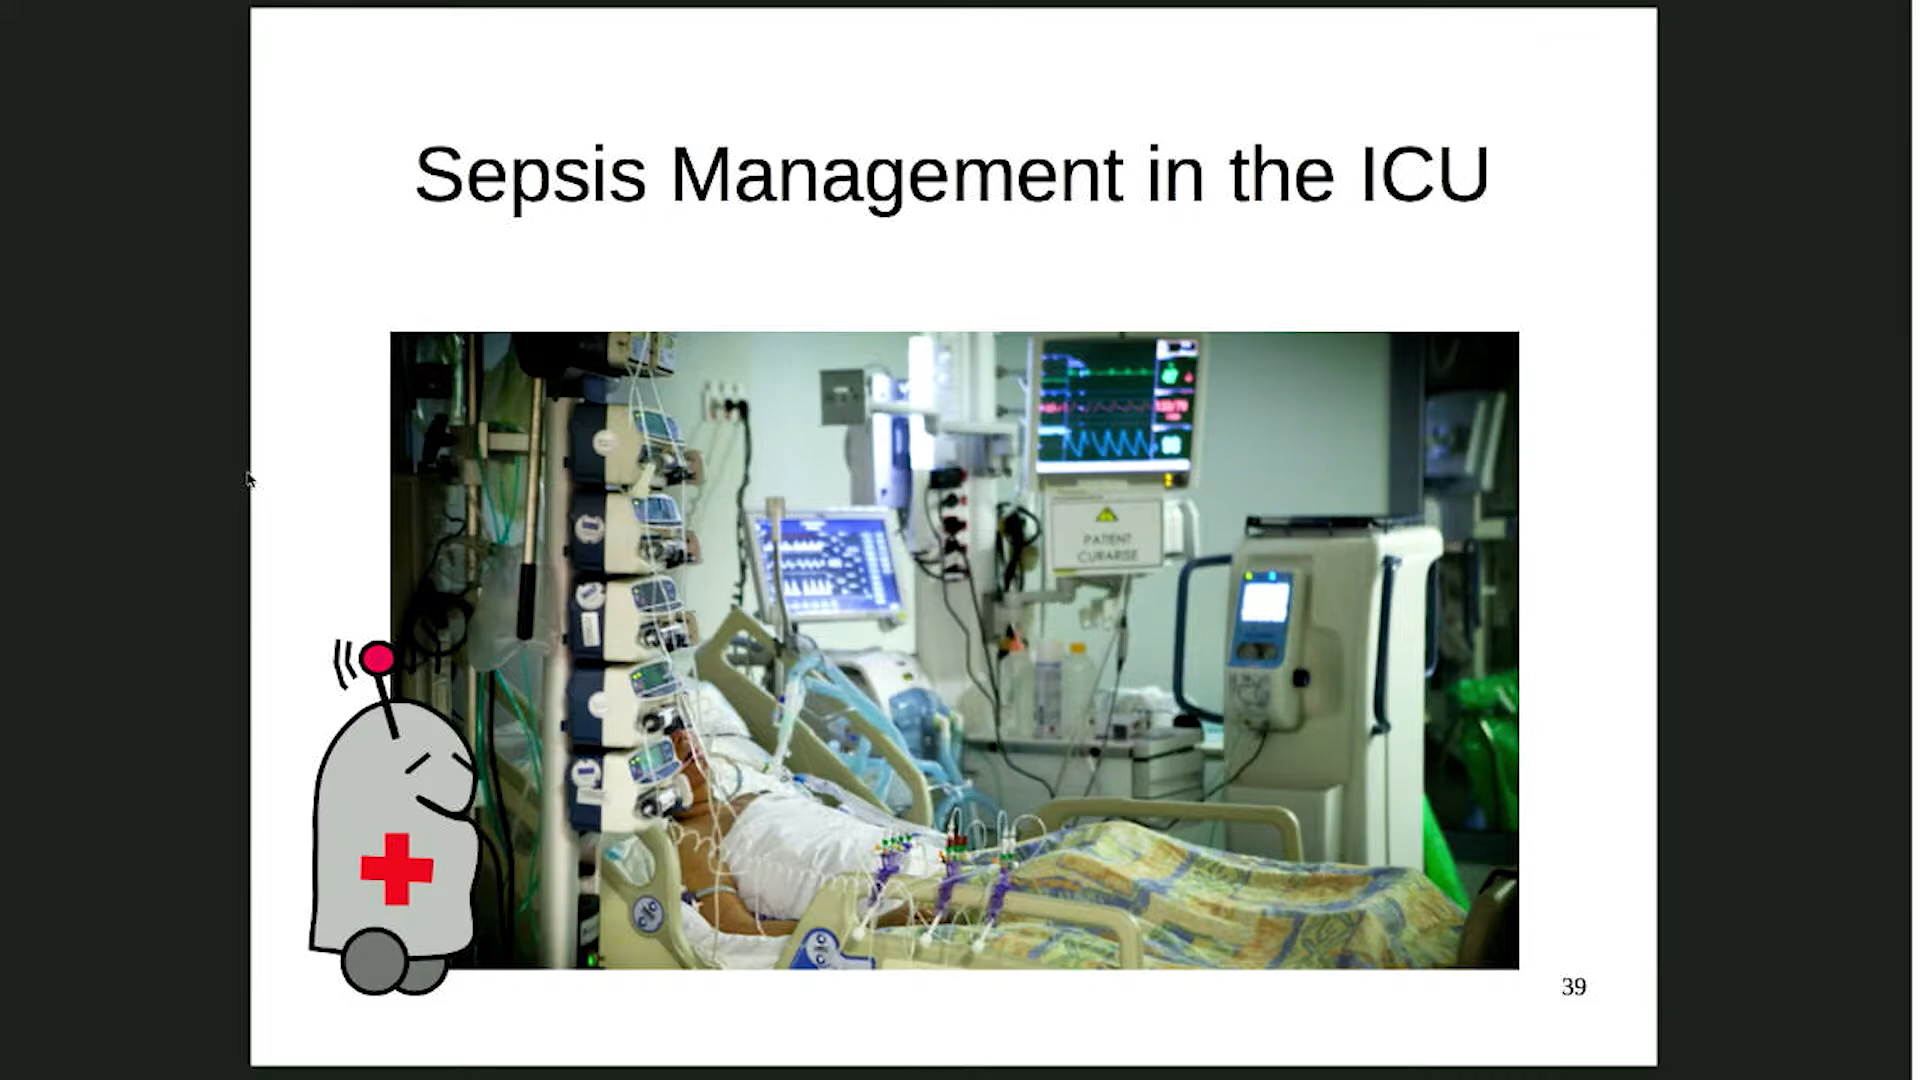 Sepsis Management in the ICU
PATIENT
CURARISE
39